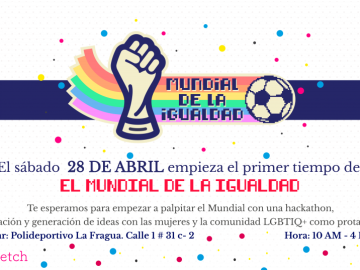 MUNDIAL
DE LA
IGUALDAD
El sábado 28 DE ABRIL empieza el primer tiempo de
EL MUNDIAL DE LA IGUALDAD
Te esperamos para empezar a palpitar el Mundial con una hackathon,
ación y generación de ideas con las mujeres y la comunidad LGBTIQ+ como prota
ar: Polideportivo La Fragua. Calle 1 # 31 c- 2 Hora: 10 AM - 4
etch